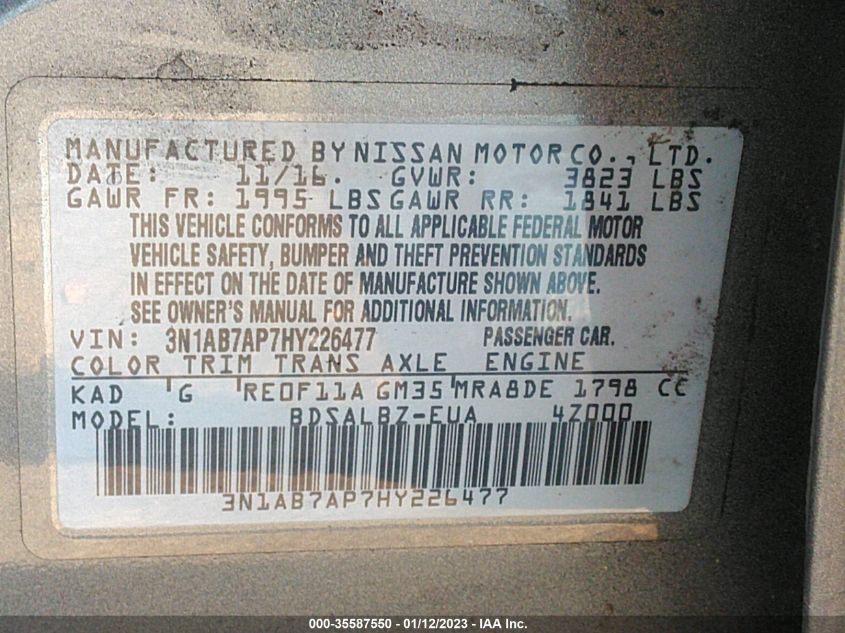 MANUFACTURED BY NISSAN MOTOR CO., LTD.
DATE: 11/16. GVWR: 3823 LBS
GAWR FR: 1995 LBS GAWR RR: 1841 LBS
THIS VEHICLE CONFORMS TO ALL APPLICABLE FEDERAL MOTOR
VEHICLE SAFETY, BUMPER AND THEFT PREVENTION STANDARDS
IN EFFECT ON THE DATE OF MANUFACTURE SHOWN ABOVE.
SEE OWNER'S MANUAL FOR ADDITIONAL INFORMATION.
VIN: 3N1AB7AP7HY226477 PASSENGER CAR.
COLOR TRIM TRANS AXLE ENGINE
KAD 'G 'RE0F11A GM35'MRA8DE 1798 CC
MODEL: BDSALBZ-EUA 4Z000
3N1AB7AP7HY226477
000-35587550 - 01/12/2023 - IAA Inc.